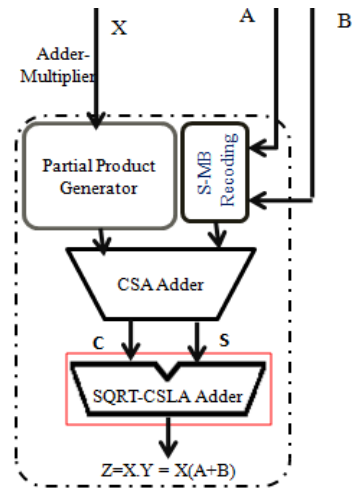 A
X
B
Adder-
Multiplier
Partial Product
Generator
S-MB
Recoding
CSA Adder
C
S
SQRT-CSLA Adder
Z=X.Y = X(A+B)